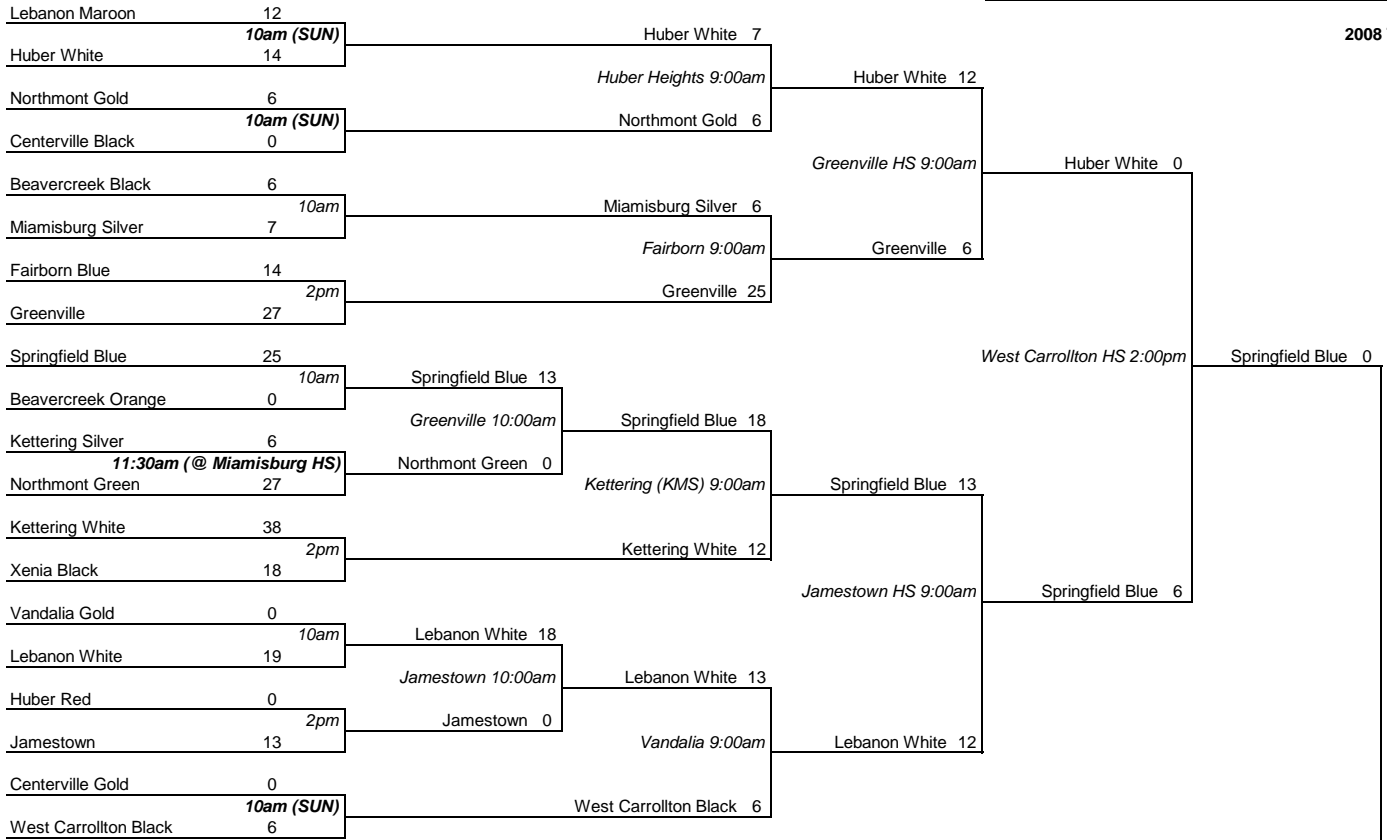 Lebanon Maroon 12
10am (SUN) Huber White 7 2008
Huber White 14
Huber Heights 9:00am Huber White 12
Northmont Gold 6
10am (SUN) Northmont Gold 6
Centerville Black 0
Greenville HS 9:00am Huber White 0
Beavercreek Black 6
10am Miamisburg Silver 6
Miamisburg Silver 7
Fairborn 9:00am Greenville 6
Fairborn Blue 14
2pm Greenville 25
Greenville 27
Springfield Blue 25 West Carrollton HS 2:00pm Springfield Blue 0
10am Springfield Blue 13
Beavercreek Orange 0
Greenville 10:00am Springfield Blue 18
Kettering Silver 6
11:30am (@ Miamisburg HS) Northmont Green 0
Northmont Green 27 Kettering (KMS) 9:00am Springfield Blue 13
Kettering White 38
2pm Kettering White 12
Xenia Black 18
Jamestown HS 9:00am Springfield Blue 6
Vandalia Gold 0
10am Lebanon White 18
Lebanon White 19
Jamestown 10:00am Lebanon White 13
Huber Red 0
2pm Jamestown 0
Jamestown 13 Vandalia 9:00am Lebanon White 12
Centerville Gold 0
10am (SUN) West Carrollton Black 6
West Carrollton Black 6